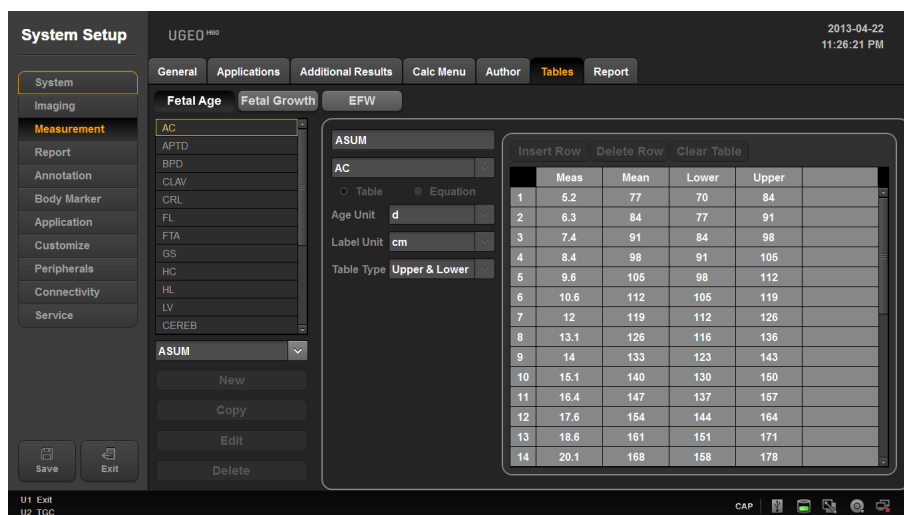 System Setup
UGEO H60
2013-04-22
11:26:21 PM
General Applications Additional Results Calc Menu Author Tables Report
Fetal Age Fetal Growth EFW
System
Imaging
Measurement
Report
Annotation
Body Marker
Application
Customize
Peripherals
Connectivity
Service
Save Exit
AC
APTD
BPD
CLAV
CRL
FL
FTA
GS
HC
HL
LV
CEREB
ASUM
New
Copy
Edit
Delete
ASUM
AC
Table Equation
Age Unit d
Label Unit cm
Table Type Upper & Lower
Insert Row Delete Row Clear Table
Meas Mean Lower Upper
1 5.2 77 70 84
2 6.3 84 77 91
3 7.4 91 84 98
4 8.4 98 91 105
5 9.6 105 98 112
6 10.6 112 105 119
7 12 119 112 126
8 13.1 126 116 136
9 14 133 123 143
10 15.1 140 130 150
11 16.4 147 137 157
12 17.6 154 144 164
13 18.6 161 151 171
14 20.1 168 158 178
U1 Exit
U2 TGC
CAP